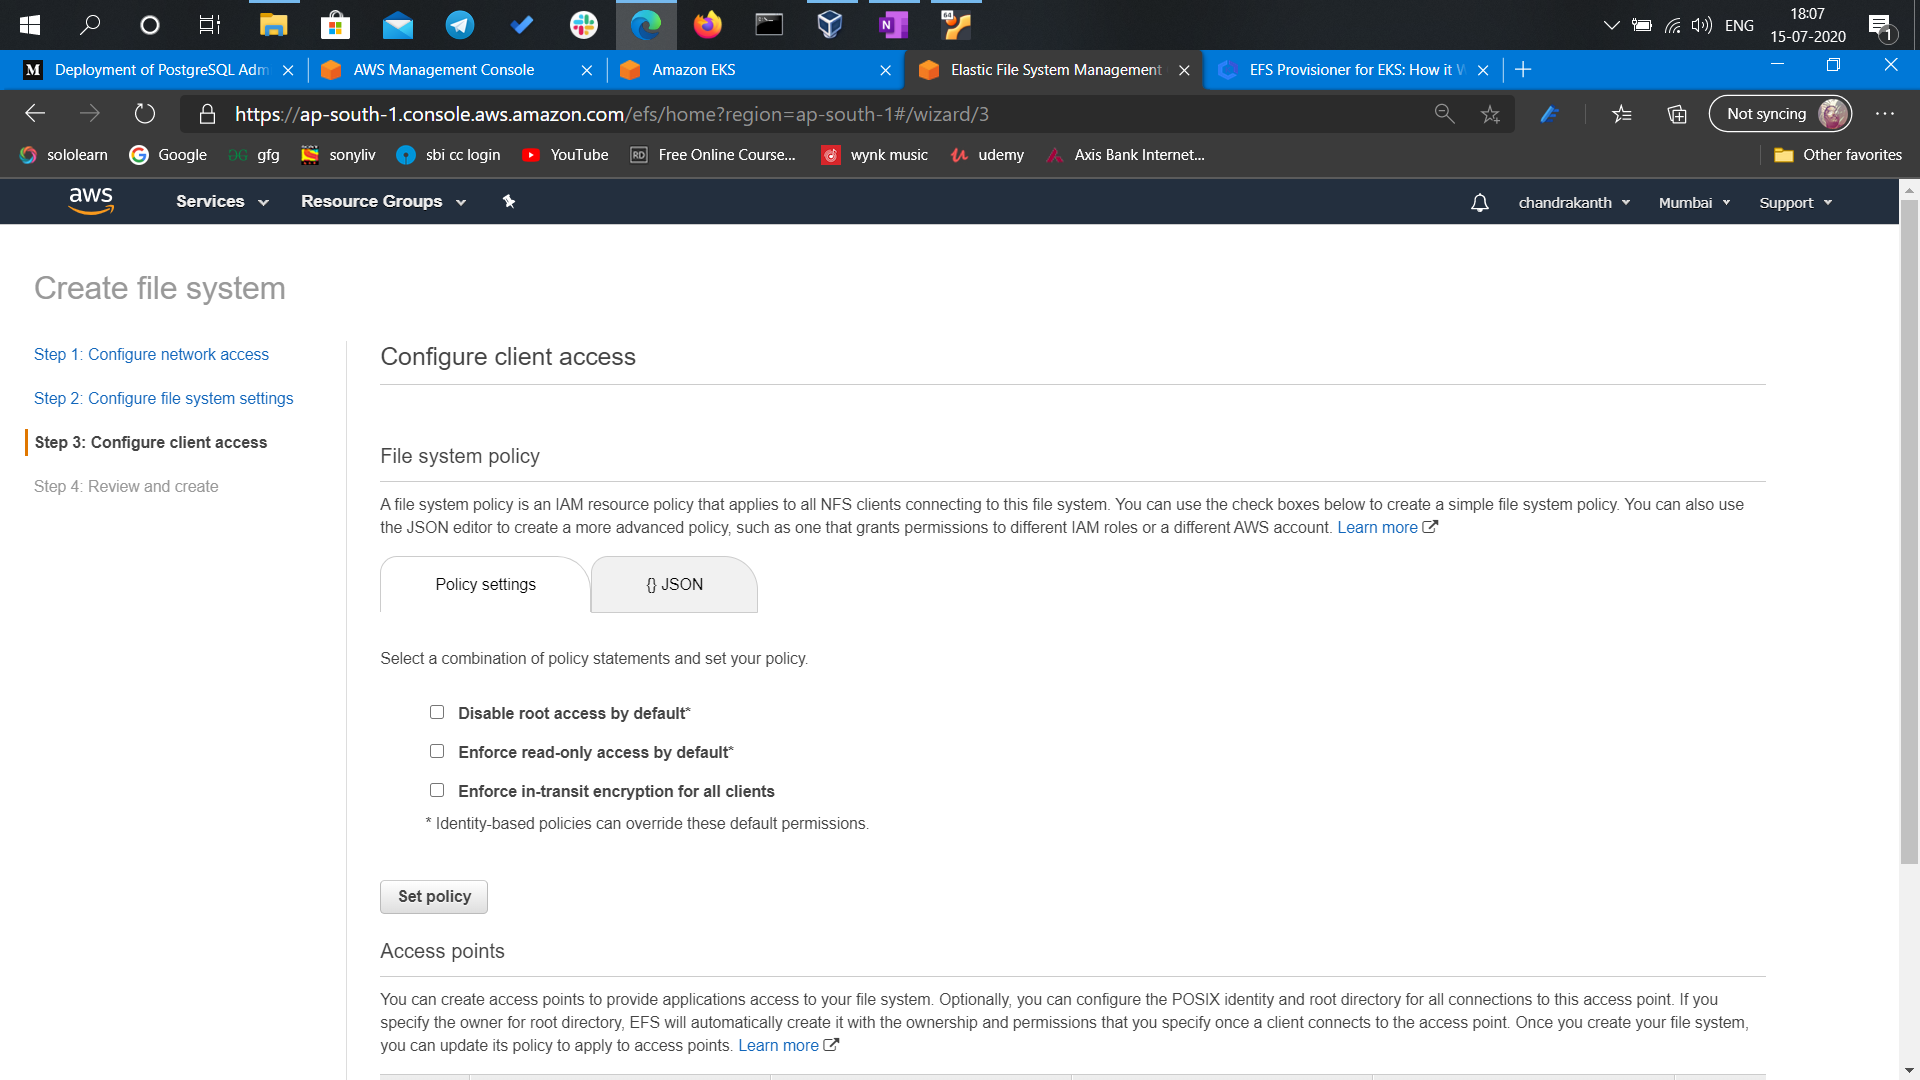 64
N
ENG
18:07
15-07-2020
1
M Deployment of PostgreSQL Adm
AWS Management Console
Amazon EKS
Elastic File System Management
EFS Provisioner for EKS: How it W
https://ap-south-1.console.aws.amazon.com/efs/home?region=ap-south-1#/wizard/3
Not syncing
sololearn
Google
gfg
sonyliv
sbi cc login
YouTube
RD Free Online Course...
wynk music
udemy
Axis Bank Internet...
Other favorites
aws
Services
Resource Groups
chandrakanth
Mumbai
Support
Create file system
Step 1: Configure network access
Step 2: Configure file system settings
Step 3: Configure client access
Step 4: Review and create
Configure client access
File system policy
A file system policy is an IAM resource policy that applies to all NFS clients connecting to this file system. You can use the check boxes below to create a simple file system policy. You can also use
the JSON editor to create a more advanced policy, such as one that grants permissions to different IAM roles or a different AWS account. Learn more
Policy settings
{} JSON
Select a combination of policy statements and set your policy.
Disable root access by default*
Enforce read-only access by default*
Enforce in-transit encryption for all clients
* Identity-based policies can override these default permissions.
Set policy
Access points
You can create access points to provide applications access to your file system. Optionally, you can configure the POSIX identity and root directory for all connections to this access point. If you
specify the owner for root directory, EFS will automatically create it with the ownership and permissions that you specify once a client connects to the access point. Once you create your file system,
you can update its policy to apply to access points. Learn more